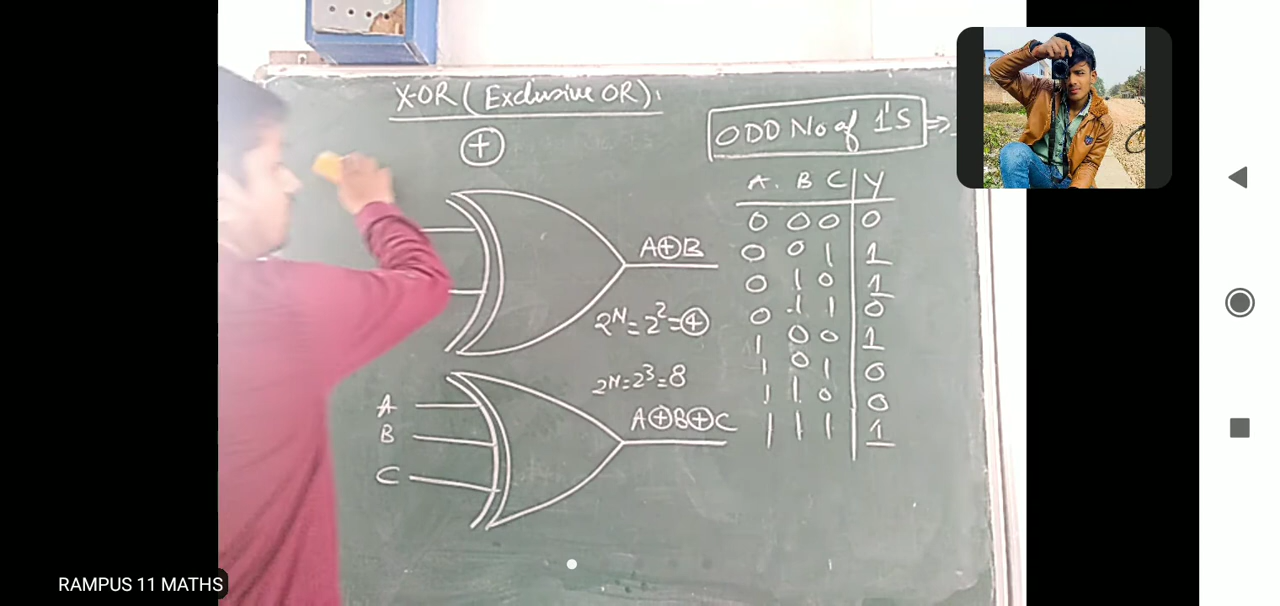 X-OR (Exclusive OR).
⊕
ODD No of 1'S ⇒
A⊕B
2^N = 2^2 = ④
A. B C Y
0 0 0 0
0 0 1 1
0 1 0 1
0 1 1 0
1 0 0 1
1 0 1 0
1 1 0 0
1 1 1 1
2^N = 2^3 = 8
A
B
C
A⊕B⊕C
RAMPUS 11 MATHS